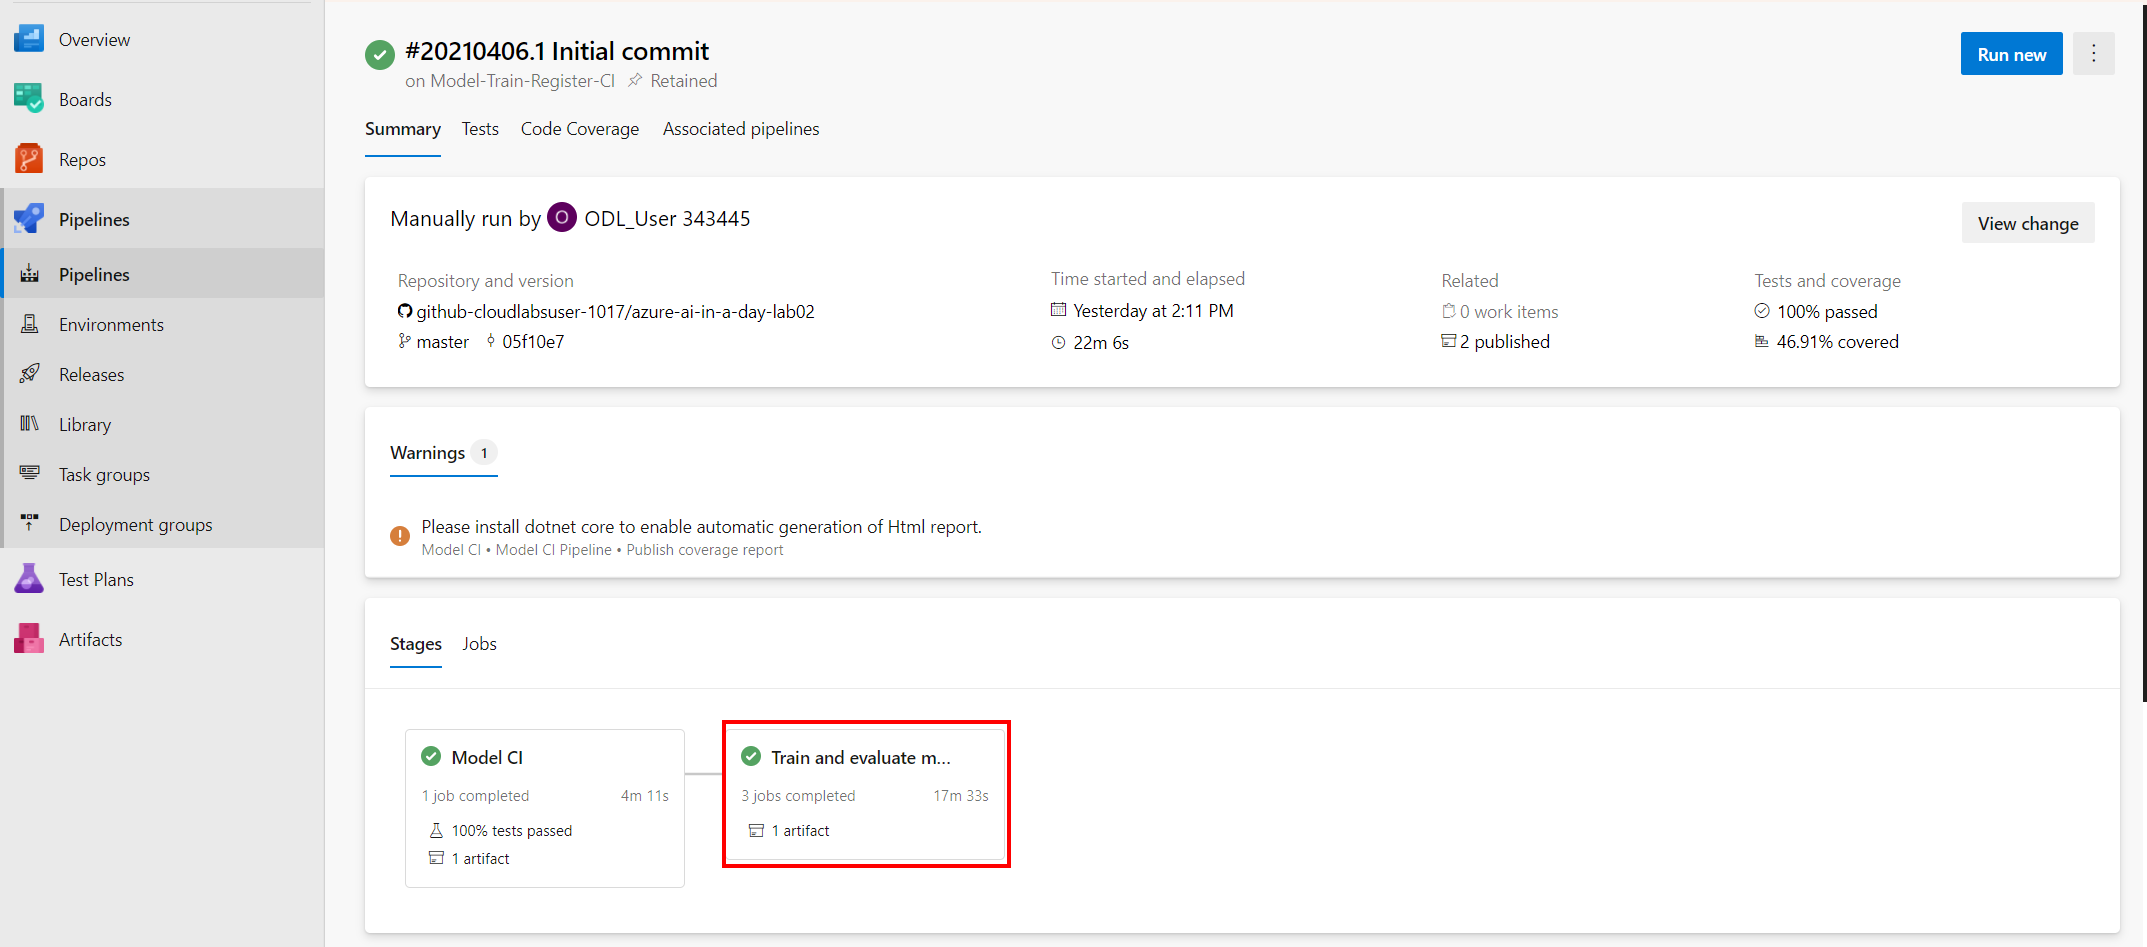 Overview
Boards
Repos
Pipelines
Pipelines
Environments
Releases
Library
Task groups
Deployment groups
Test Plans
Artifacts
#20210406.1 Initial commit
on Model-Train-Register-CI Retained
Run new
Summary Tests Code Coverage Associated pipelines
Manually run by O ODL_User 343445
View change
Repository and version
github-cloudlabsuser-1017/azure-ai-in-a-day-lab02
master 05f10e7
Time started and elapsed
Yesterday at 2:11 PM
22m 6s
Related
0 work items
2 published
Tests and coverage
100% passed
46.91% covered
Warnings 1
Please install dotnet core to enable automatic generation of Html report.
Model CI • Model CI Pipeline • Publish coverage report
Stages Jobs
Model CI
1 job completed 4m 11s
100% tests passed
1 artifact
Train and evaluate m...
3 jobs completed 17m 33s
1 artifact